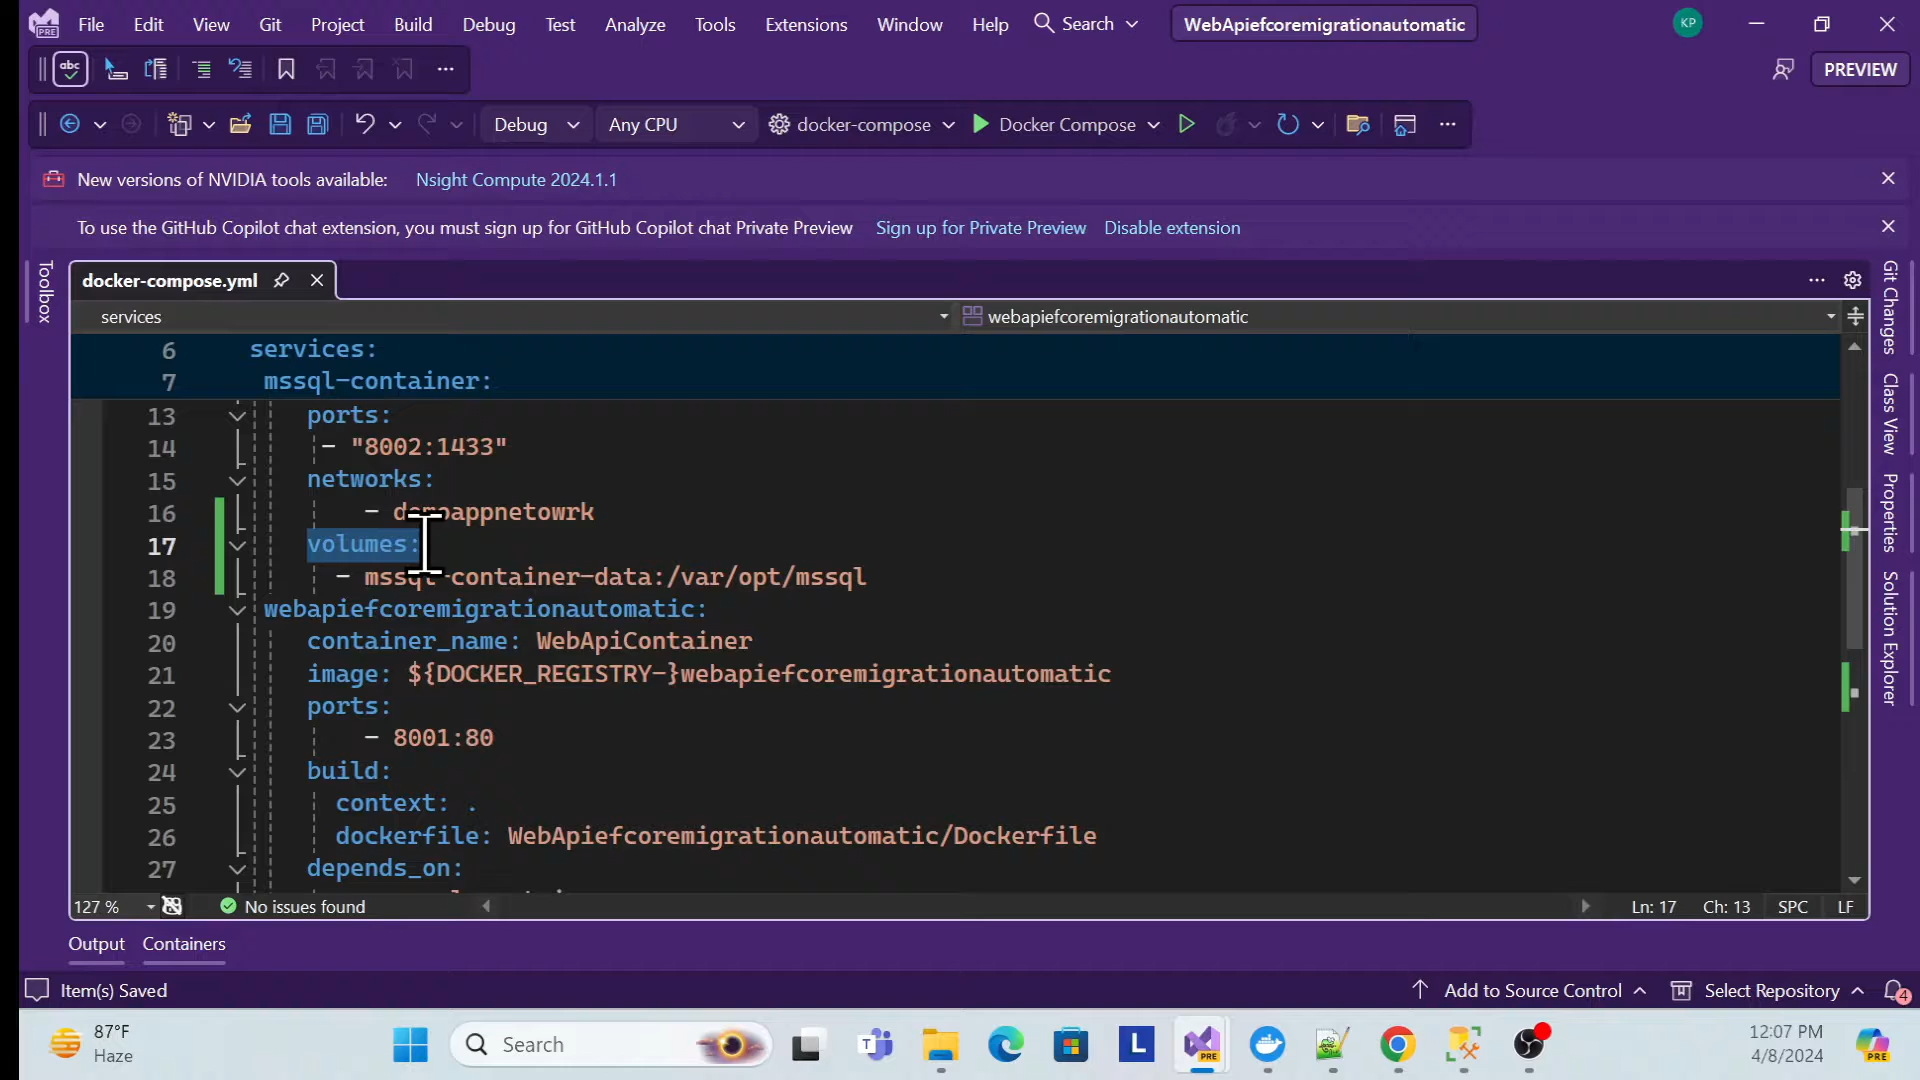 File Edit View Git Project Build Debug Test Analyze Tools Extensions Window Help Search WebApiefcoremigrationautomatic KP
PREVIEW
Debug Any CPU docker-compose Docker Compose
New versions of NVIDIA tools available: Nsight Compute 2024.1.1
To use the GitHub Copilot chat extension, you must sign up for GitHub Copilot chat Private Preview Sign up for Private Preview Disable extension
Toolbox
docker-compose.yml
services webapiefcoremigrationautomatic
6 services:
7 mssql-container:
13 ports:
14 - "8002:1433"
15 networks:
16 - demoappnetowrk
17 volumes:
18 - mssql-container-data:/var/opt/mssql
19 webapiefcoremigrationautomatic:
20 container_name: WebApiContainer
21 image: ${DOCKER_REGISTRY-}webapiefcoremigrationautomatic
22 ports:
23 - 8001:80
24 build:
25 context: .
26 dockerfile: WebApiefcoremigrationautomatic/Dockerfile
27 depends_on:
Git Changes
Class View
Properties
Solution Explorer
127 % No issues found Ln: 17 Ch: 13 SPC LF
Output Containers
Item(s) Saved Add to Source Control Select Repository 4
87°F
Haze
Search
12:07 PM
4/8/2024